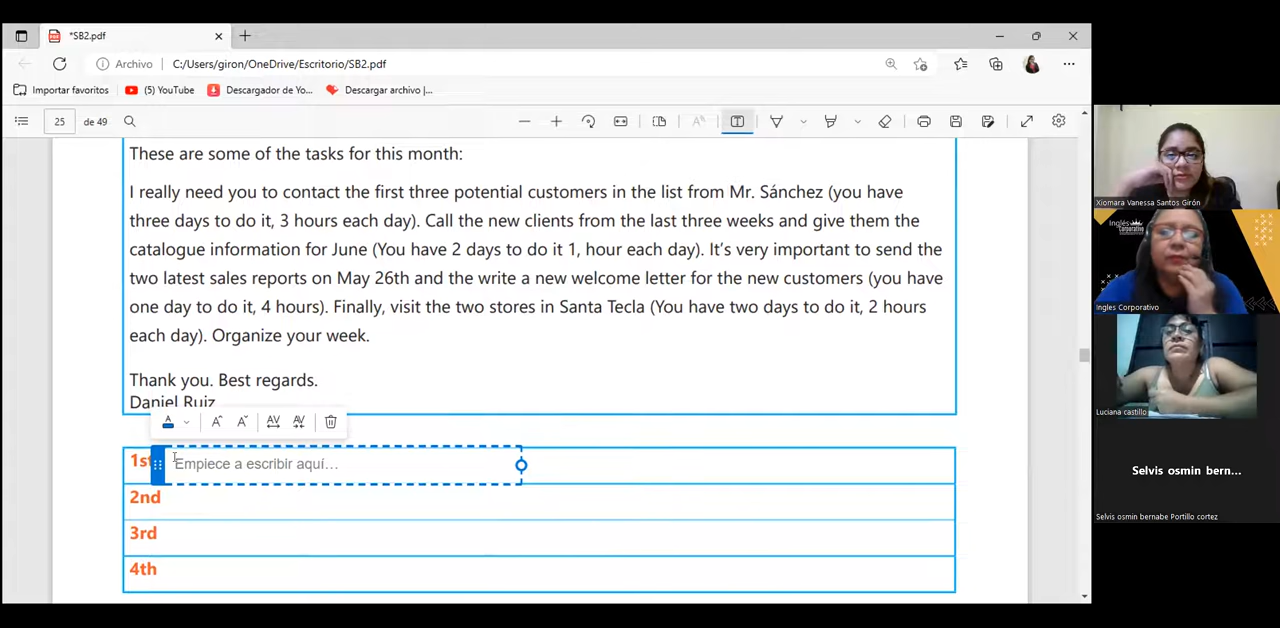 *SB2.pdf
Archivo
C:/Users/giron/OneDrive/Escritorio/SB2.pdf
Importar favoritos
(5) YouTube
Descargador de Yo...
Descargar archivo |...
25
de 49
These are some of the tasks for this month:
I really need you to contact the first three potential customers in the list from Mr. Sánchez (you have
three days to do it, 3 hours each day). Call the new clients from the last three weeks and give them the
catalogue information for June (You have 2 days to do it 1, hour each day). It's very important to send the
two latest sales reports on May 26th and the write a new welcome letter for the new customers (you have
one day to do it, 4 hours). Finally, visit the two stores in Santa Tecla (You have two days to do it, 2 hours
each day). Organize your week.
Thank you. Best regards.
Daniel Ruiz
1st
Empiece a escribir aquí...
2nd
3rd
4th
Xiomara Vanessa Santos Girón
Inglés
Corporativo
Ingles Corporativo
Luciana castillo
Selvis osmin bern...
Selvis osmin bernabe Portillo cortez